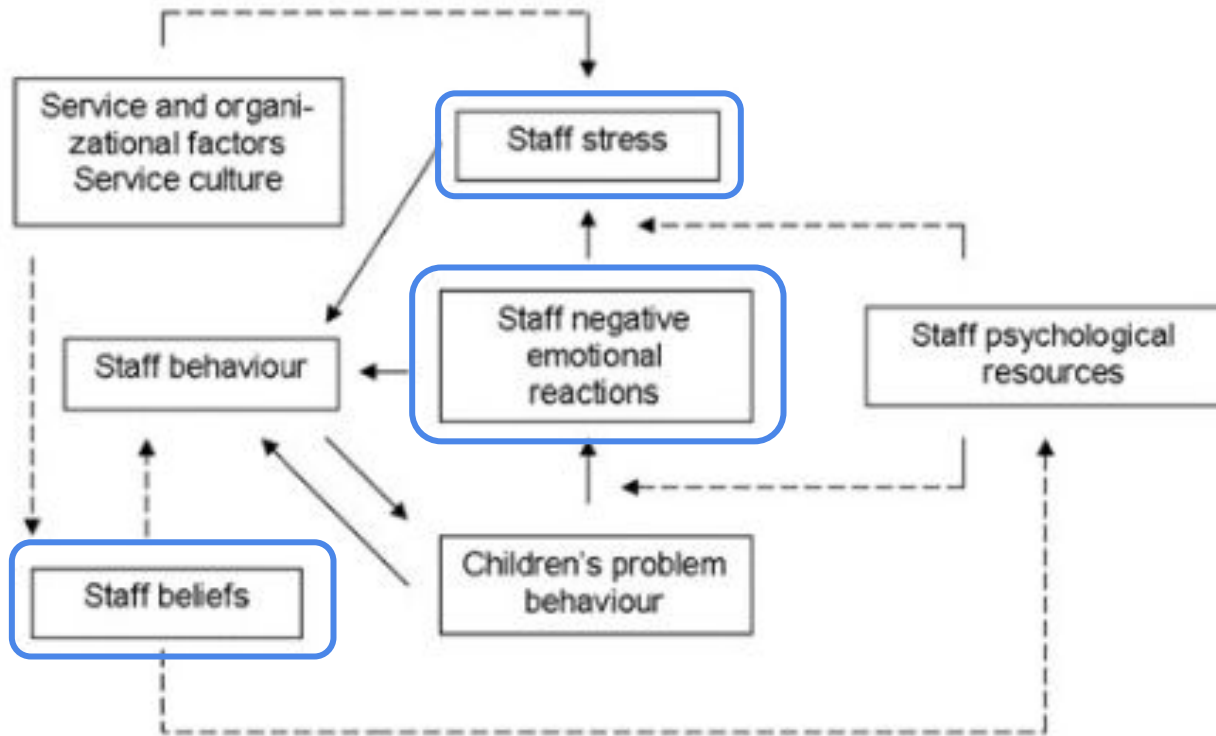 Service and organi-
zational factors
Service culture
Staff stress
Staff negative
emotional
reactions
Staff psychological
resources
Staff behaviour
Children's problem
behaviour
Staff beliefs